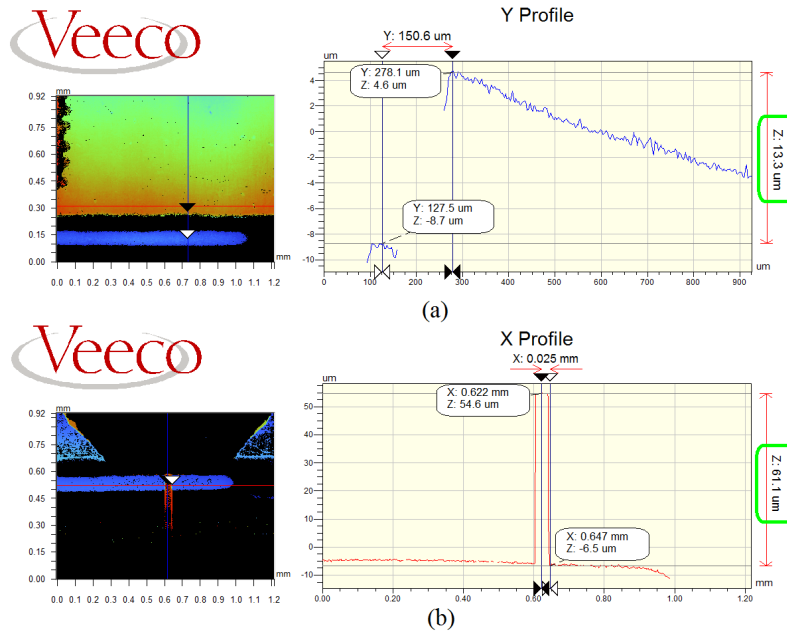 Veeco
mm
0.92
0.75
0.60
0.45
0.30
0.15
0.00
mm
0.0 0.1 0.2 0.3 0.4 0.5 0.6 0.7 0.8 0.9 1.0 1.2
Y Profile
Y: 150.6 um
um
4
2
0
-2
-4
-6
-8
-10
Y: 278.1 um
Z: 4.6 um
Y: 127.5 um
Z: -8.7 um
Z: 13.3 um
um
0 100 200 300 400 500 600 700 800 900
(a)
Veeco
mm
0.92
0.75
0.60
0.45
0.30
0.15
0.00
mm
0.0 0.1 0.2 0.3 0.4 0.5 0.6 0.7 0.8 0.9 1.0 1.2
X Profile
X: 0.025 mm
um
50
40
30
20
10
0
-10
X: 0.622 mm
Z: 54.6 um
X: 0.647 mm
Z: -6.5 um
Z: 61.1 um
mm
0.00 0.20 0.40 0.60 0.80 1.00 1.20
(b)